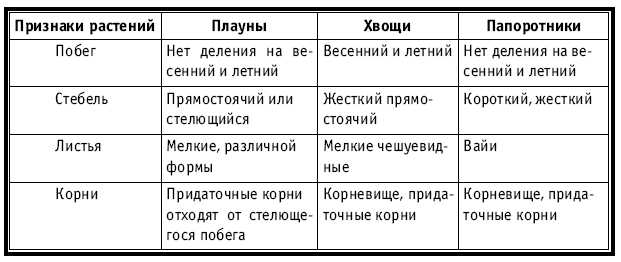 Признаки растений Плауны Хвощи Папоротники
Побег Нет деления на ве- Весенний и летний Нет деления на ве-
сенний и летний сенний и летний
Стебель Прямостоячий или Жесткий прямо- Короткий, жесткий
стелющийся стоячий
Листья Мелкие, различной Мелкие чешуевид- Вайи
формы ные
Корни Придаточные корни Корневище, прида- Корневище, прида-
отходят от стелюще- точные корни точные корни
гося побега